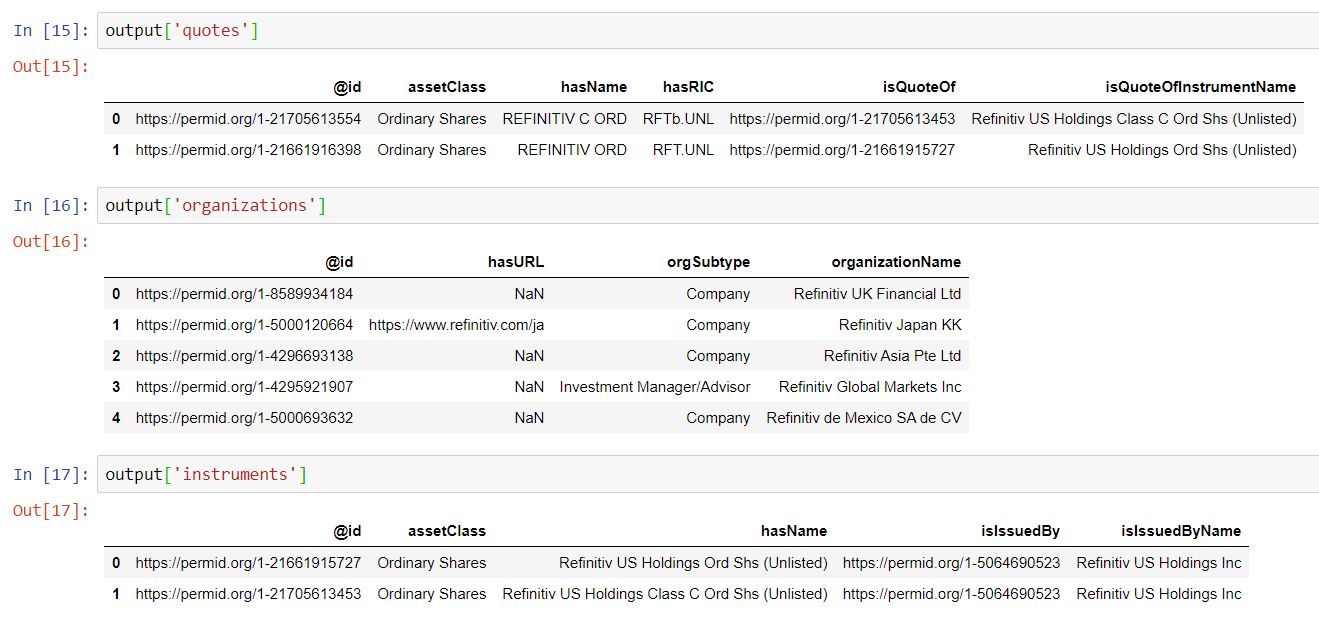 In [15]: output['quotes']
Out[15]:
@id assetClass hasName hasRIC isQuoteOf isQuoteOfInstrumentName
0 https://permid.org/1-21705613554 Ordinary Shares REFINITIV C ORD RFTb.UNL https://permid.org/1-21705613453 Refinitiv US Holdings Class C Ord Shs (Unlisted)
1 https://permid.org/1-21661916398 Ordinary Shares REFINITIV ORD RFT.UNL https://permid.org/1-21661915727 Refinitiv US Holdings Ord Shs (Unlisted)
In [16]: output['organizations']
Out[16]:
@id hasURL orgSubtype organizationName
0 https://permid.org/1-8589934184 NaN Company Refinitiv UK Financial Ltd
1 https://permid.org/1-5000120664 https://www.refinitiv.com/ja Company Refinitiv Japan KK
2 https://permid.org/1-4296693138 NaN Company Refinitiv Asia Pte Ltd
3 https://permid.org/1-4295921907 NaN Investment Manager/Advisor Refinitiv Global Markets Inc
4 https://permid.org/1-5000693632 NaN Company Refinitiv de Mexico SA de CV
In [17]: output['instruments']
Out[17]:
@id assetClass hasName isIssuedBy isIssuedByName
0 https://permid.org/1-21661915727 Ordinary Shares Refinitiv US Holdings Ord Shs (Unlisted) https://permid.org/1-5064690523 Refinitiv US Holdings Inc
1 https://permid.org/1-21705613453 Ordinary Shares Refinitiv US Holdings Class C Ord Shs (Unlisted) https://permid.org/1-5064690523 Refinitiv US Holdings Inc